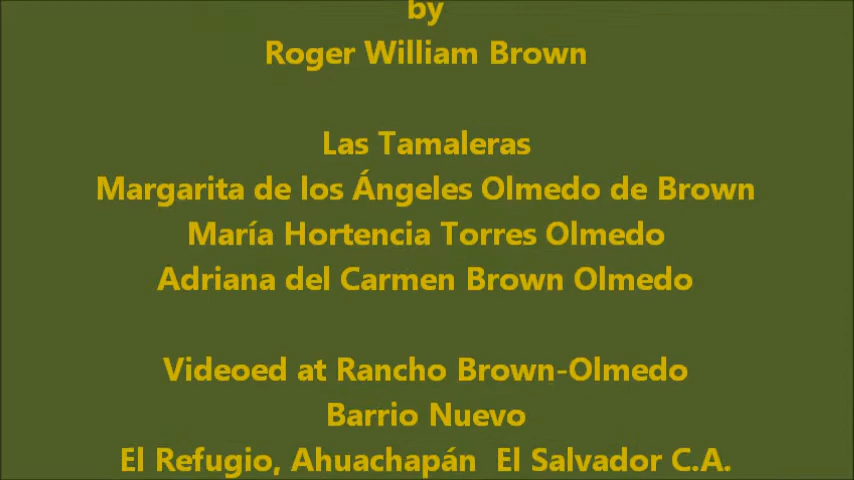 by
Roger William Brown
Las Tamaleras
Margarita de los Ángeles Olmedo de Brown
María Hortencia Torres Olmedo
Adriana del Carmen Brown Olmedo
Videoed at Rancho Brown-Olmedo
Barrio Nuevo
El Refugio, Ahuachapán  El Salvador C.A.